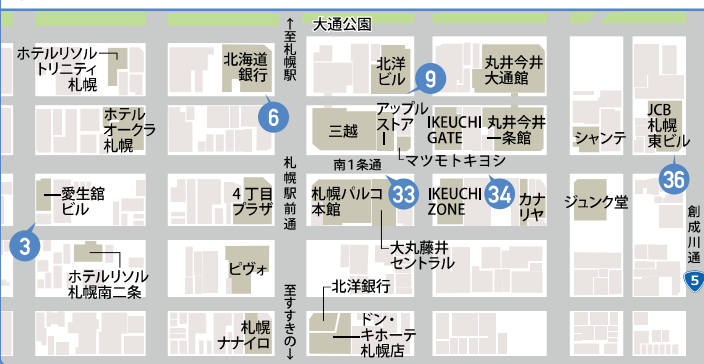 大通公園
←至札幌駅
ホテルリソル
トリニティ
札幌
北海道
銀行
北洋
ビル
9
丸井今井
大通館
6
ホテル
オークラ
札幌
三越
アップル
ストア
IKEUCHI
GATE
丸井今井
一条館
シャンテ
JCB
札幌
東ビル
マツモトキヨシ
南1条通
札幌駅前通
36
愛生舘
ビル
4丁目
プラザ
札幌パルコ
本館
33
IKEUCHI
ZONE
34
カナ
リヤ
ジュンク堂
創成川通
5
3
大丸藤井
セントラル
ホテルリソル
札幌南二条
ピヴォ
北洋銀行
至すすきの→
札幌
ナナイロ
ドン・
キホーテ
札幌店